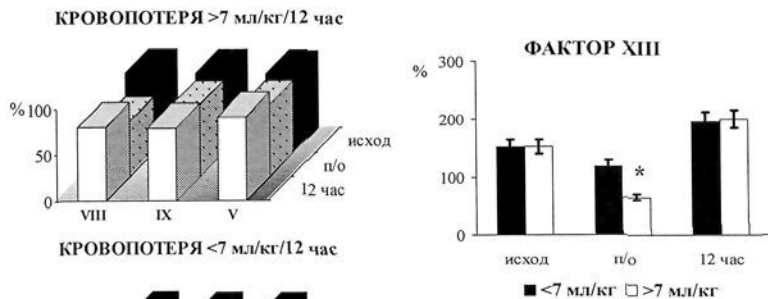 КРОВОПОТЕРЯ >7 мл/кг/12 час
%
100
50
0
исход
п/о
12 час
VIII IX V
КРОВОПОТЕРЯ <7 мл/кг/12 час
ФАКТОР XIII
%
300
200
100
0
*
исход п/о 12 час
<7 мл/кг >7 мл/кг